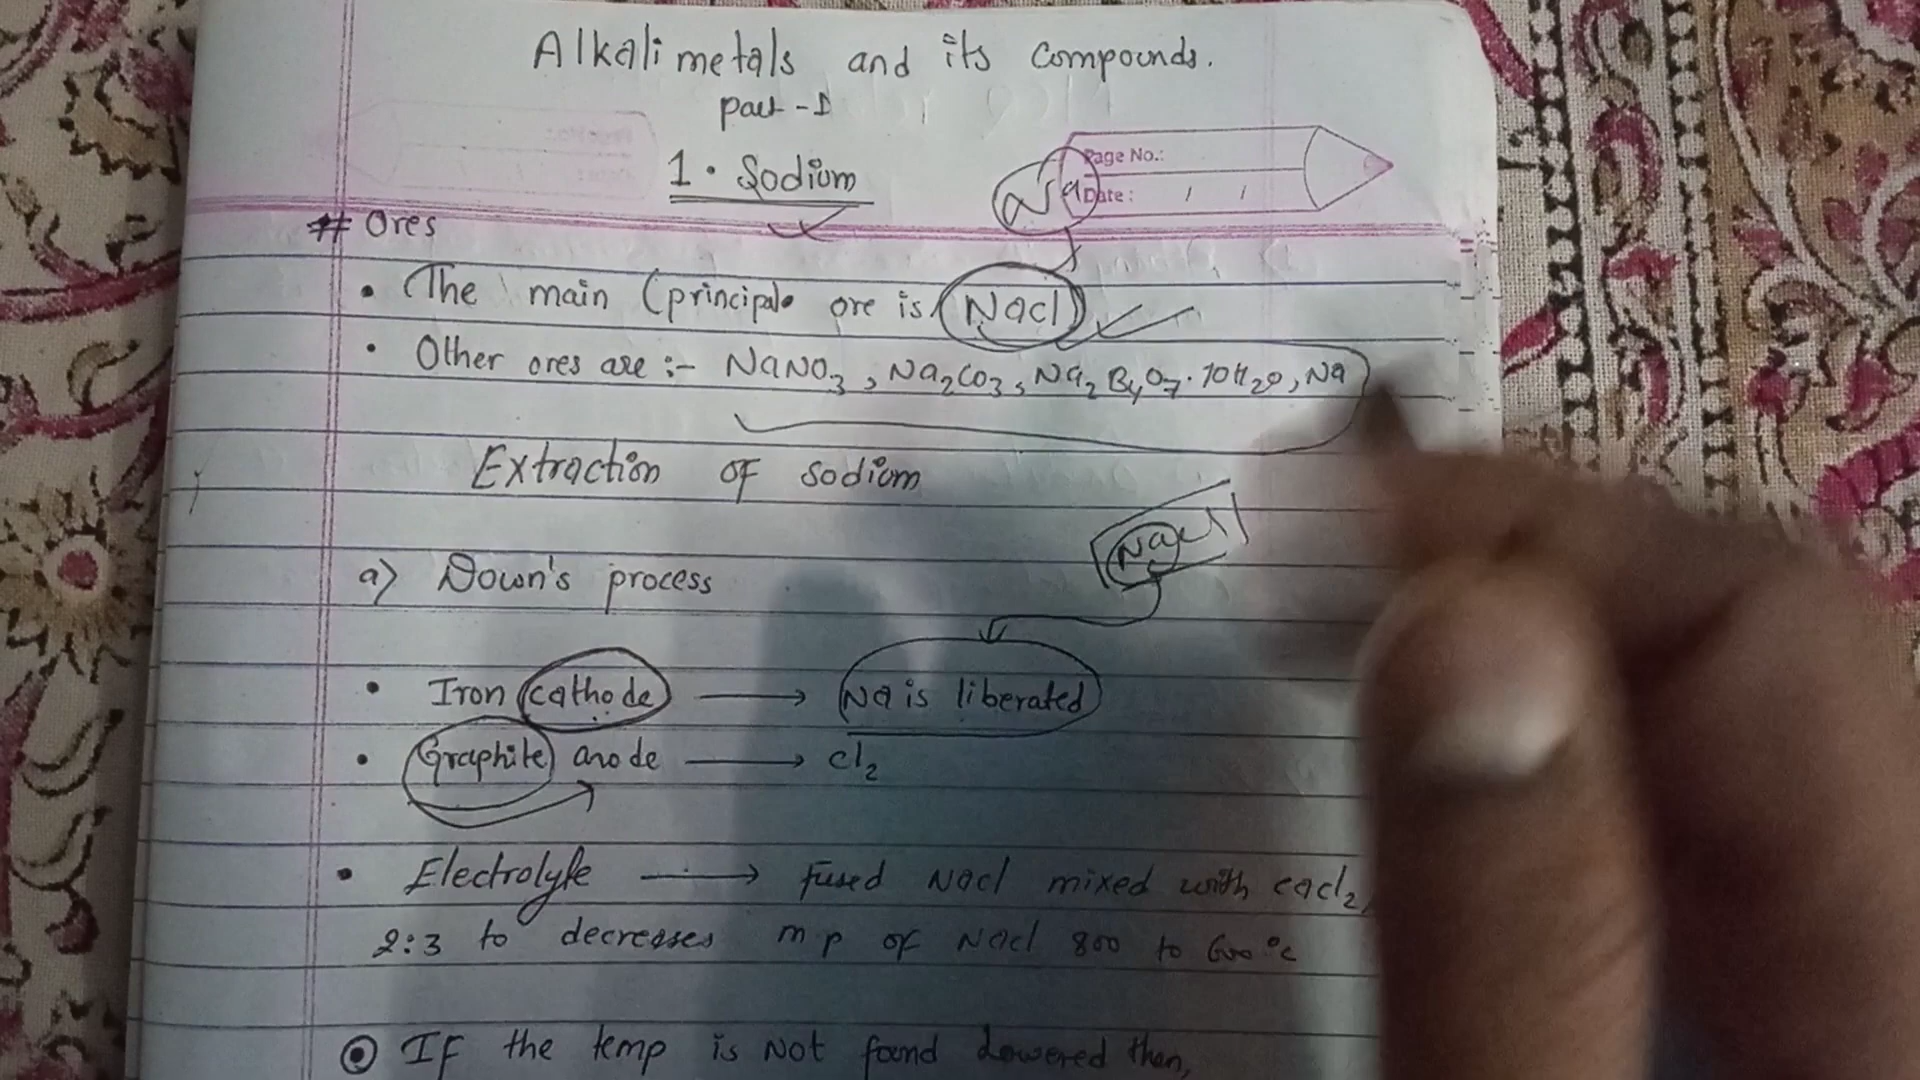 Alkali metals and its compounds.
part -I
1. Sodium
Na
Page No.:
Date: / /
# Ores
• The main (principal• ore is (NaCl)
• Other ores are :- NaNO3, Na2CO3, Na2B4O7.10H2O, Na
Extraction of sodium
NaCl
a) Down's process
• Iron cathode → Na is liberated
• Graphite anode → Cl2
• Electrolyte → fused NaCl mixed with CaCl2,
2:3 to decreases mp of NaCl 800 to 600°C
⦿ If the temp is not found lowered then,